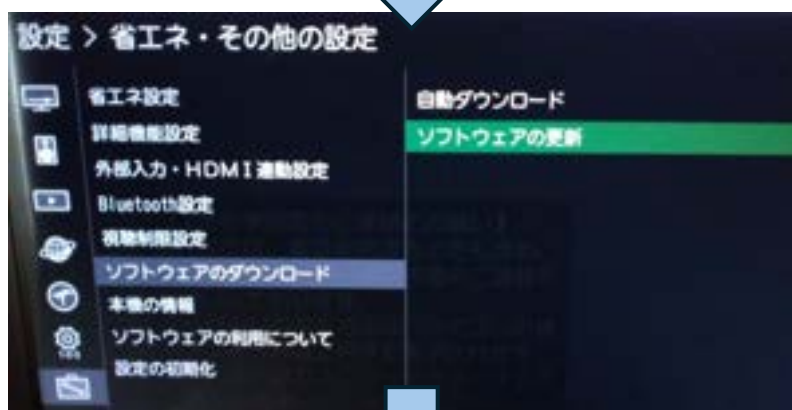 設定 > 省エネ・その他の設定
省エネ設定
詳細機能設定
外部入力・HDMI連動設定
Bluetooth設定
視聴制限設定
ソフトウェアのダウンロード
本機の情報
ソフトウェアの利用について
設定の初期化
自動ダウンロード
ソフトウェアの更新